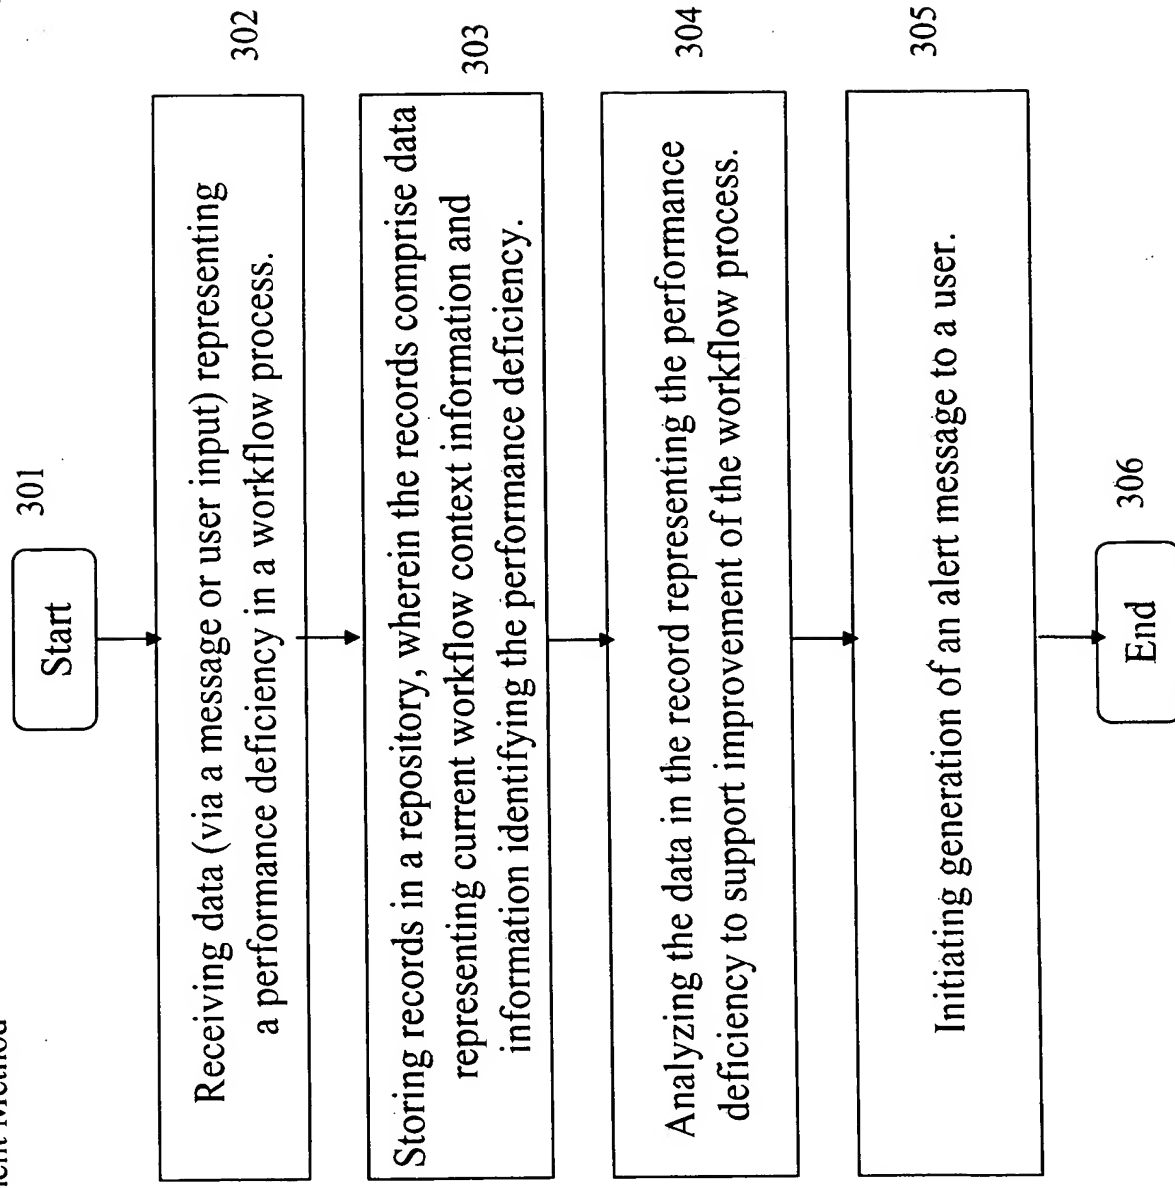 Method
301
Start
302
Receiving data (via a message or user input) representing
a performance deficiency in a workflow process.
303
Storing records in a repository, wherein the records comprise data
representing current workflow context information and
information identifying the performance deficiency.
304
Analyzing the data in the record representing the performance
deficiency to support improvement of the workflow process.
305
Initiating generation of an alert message to a user.
306
End